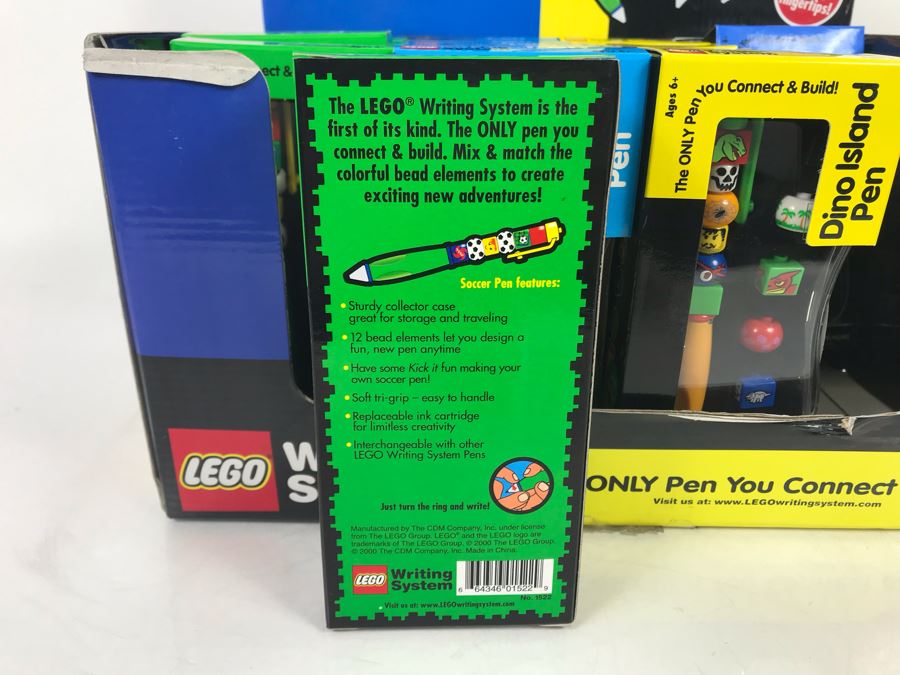 fingertips!
ect &
The LEGO® Writing System is the
first of its kind. The ONLY pen you
connect & build. Mix & match the
colorful bead elements to create
exciting new adventures!
Soccer Pen features:
• Sturdy collector case
great for storage and traveling
• 12 bead elements let you design a
fun, new pen anytime
• Have some Kick it fun making your
own soccer pen!
• Soft tri-grip – easy to handle
• Replaceable ink cartridge
for limitless creativity
• Interchangeable with other
LEGO Writing System Pens
Just turn the ring and write!
Manufactured by The CDM Company, Inc. under license
from The LEGO Group. LEGO® and the LEGO logo are
trademarks of The LEGO Group. © 2000 The LEGO Group.
© 2000 The CDM Company, Inc. Made in China.
LEGO Writing
System
6 64346 01522 9
No. 1522
Visit us at: www.LEGOwritingsystem.com
LEGO
W
S
Pen
Ages 6+
The ONLY Pen You Connect & Build!
Dino Island
Pen
ONLY Pen You Connect
Visit us at: www.LEGOwritingsystem.com